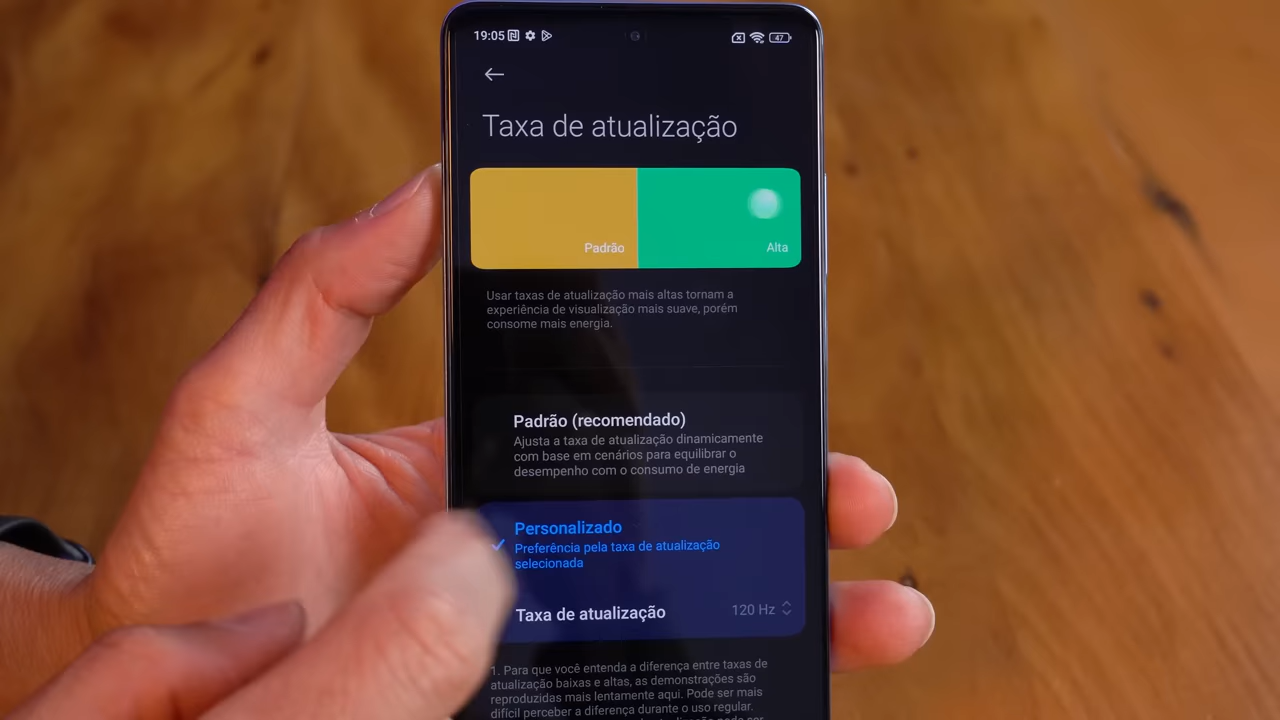 19:05
47
Taxa de atualização
Padrão
Alta
Usar taxas de atualização mais altas tornam a
experiência de visualização mais suave, porém
consome mais energia.
Padrão (recomendado)
Ajusta a taxa de atualização dinamicamente
com base em cenários para equilibrar o
desempenho com o consumo de energia
Personalizado
Preferência pela taxa de atualização
selecionada
Taxa de atualização
120 Hz
1. Para que você entenda a diferença entre taxas de
atualização baixas e altas, as demonstrações são
reproduzidas mais lentamente aqui. Pode ser mais
difícil perceber a diferença durante o uso regular.